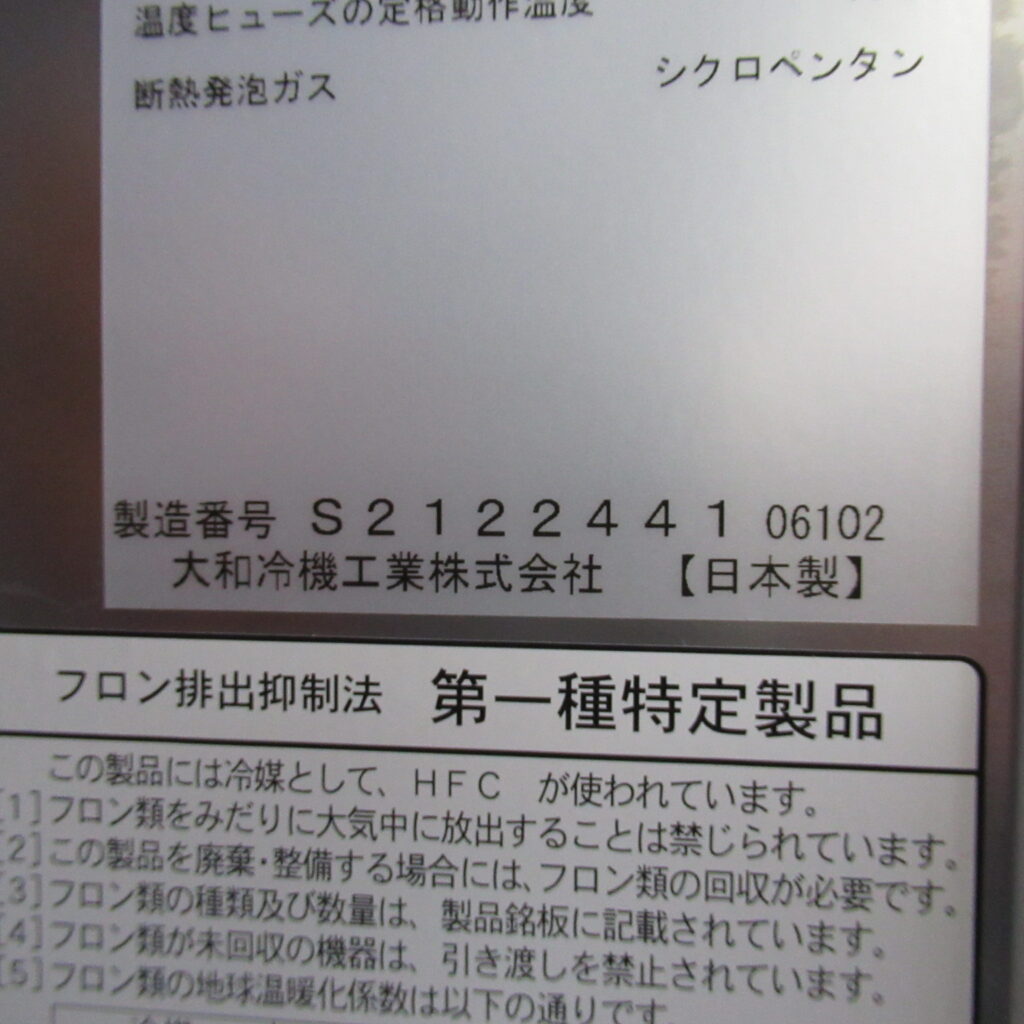 温度ヒューズの定格動作温度
断熱発泡ガス シクロペンタン
製造番号 S2122441 06102
大和冷機工業株式会社 【日本製】
フロン排出抑制法 第一種特定製品
この製品には冷媒として、HFC が使われています。
[1]フロン類をみだりに大気中に放出することは禁じられています。
[2]この製品を廃棄・整備する場合には、フロン類の回収が必要です。
[3]フロン類の種類及び数量は、製品銘板に記載されています。
[4]フロン類が未回収の機器は、引き渡しを禁止されています。
[5]フロン類の地球温暖化係数は以下の通りです。